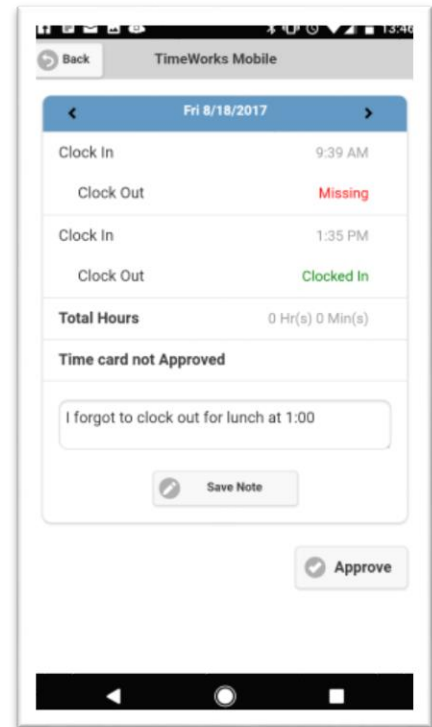 13:46
Back TimeWorks Mobile
Fri 8/18/2017
Clock In 9:39 AM
Clock Out Missing
Clock In 1:35 PM
Clock Out Clocked In
Total Hours 0 Hr(s) 0 Min(s)
Time card not Approved
I forgot to clock out for lunch at 1:00
Save Note
Approve